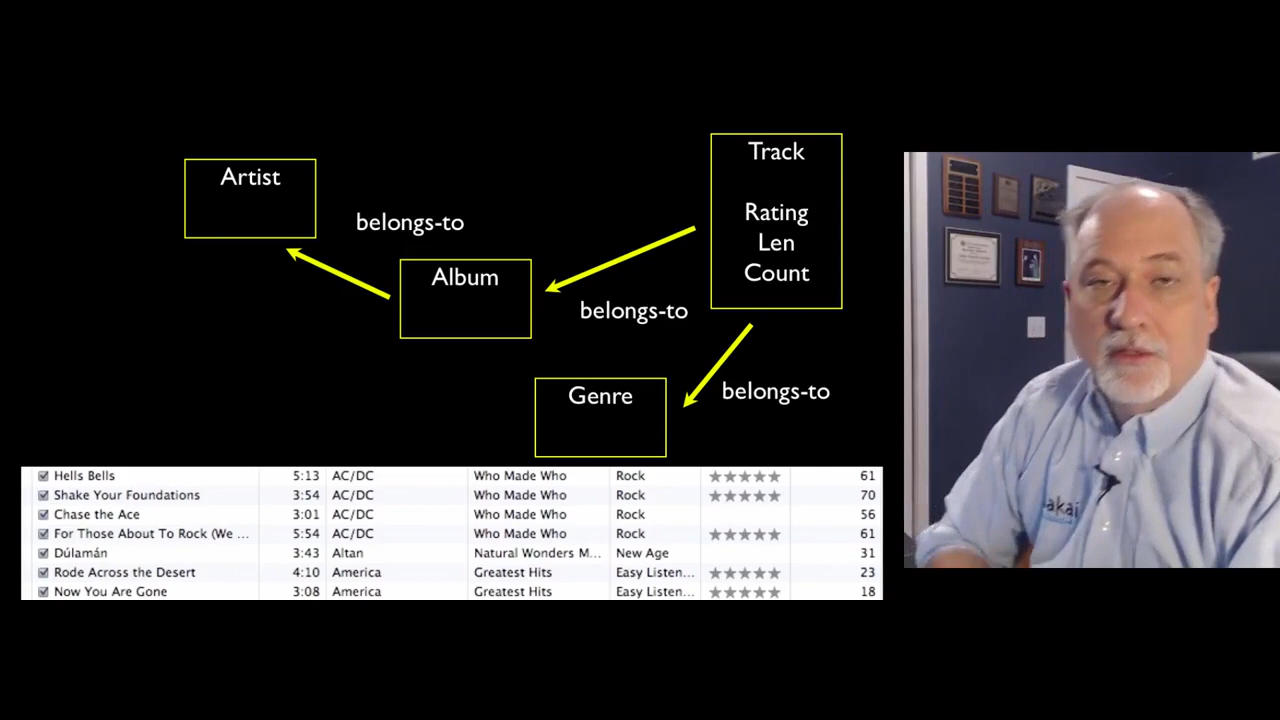 Artist
belongs-to
Album
belongs-to
Track
Rating
Len
Count
Genre
belongs-to
Hells Bells 5:13 AC/DC Who Made Who Rock ★★★★★ 61
Shake Your Foundations 3:54 AC/DC Who Made Who Rock ★★★★★ 70
Chase the Ace 3:01 AC/DC Who Made Who Rock 56
For Those About To Rock (We ... 5:54 AC/DC Who Made Who Rock ★★★★★ 61
Dúlamán 3:43 Altan Natural Wonders M... New Age 31
Rode Across the Desert 4:10 America Greatest Hits Easy Listen... ★★★★★ 23
Now You Are Gone 3:08 America Greatest Hits Easy Listen... ★★★★★ 18
akai